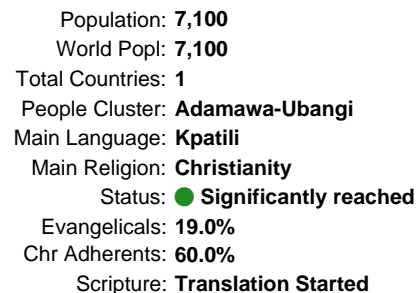 Population: 7,100
World Popl: 7,100
Total Countries: 1
People Cluster: Adamawa-Ubangi
Main Language: Kpatili
Main Religion: Christianity
Status: Significantly reached
Evangelicals: 19.0%
Chr Adherents: 60.0%
Scripture: Translation Started